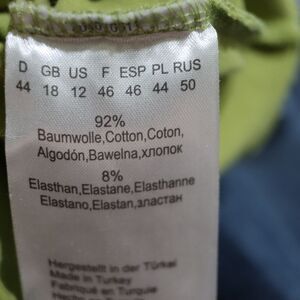 D GB US F ESP PL RUS
44 18 12 46 46 44 50
92%
Baumwolle,Cotton,Coton,
Algodón,Bawełna,хлопок
8%
Elasthan,Elastane,Elasthanne
Elastano,Elastan,эластан
Hergestellt in der Türkei
Made in Turkey
Fabriqué en Turquie